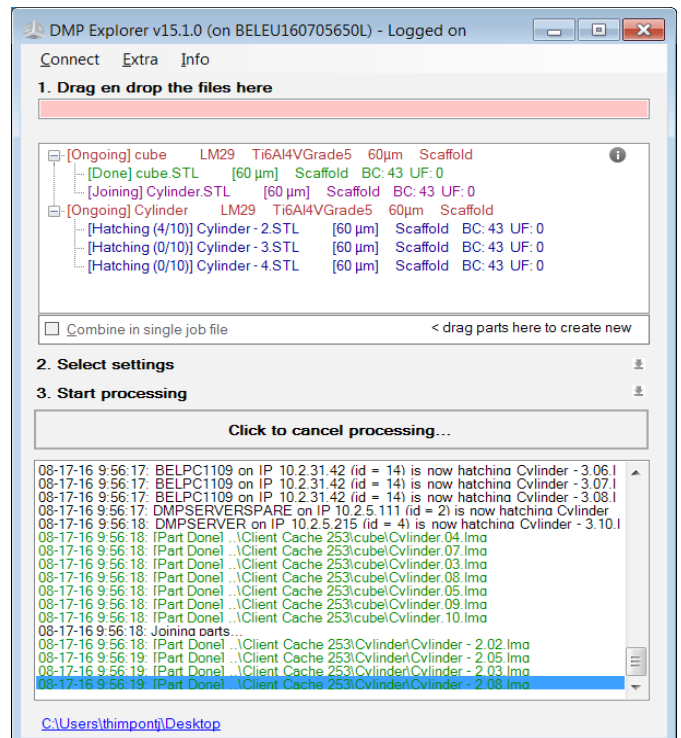 DMP Explorer v15.1.0 (on BELEU160705650L) - Logged on
Connect Extra Info
1. Drag en drop the files here
[Ongoing] cube LM29 Ti6Al4VGrade5 60µm Scaffold
[Done] cube.STL [60 µm] Scaffold BC: 43 UF: 0
[Joining] Cylinder.STL [60 µm] Scaffold BC: 43 UF: 0
[Ongoing] Cylinder LM29 Ti6Al4VGrade5 60µm Scaffold
[Hatching (4/10)] Cylinder - 2.STL [60 µm] Scaffold BC: 43 UF: 0
[Hatching (0/10)] Cylinder - 3.STL [60 µm] Scaffold BC: 43 UF: 0
[Hatching (0/10)] Cylinder - 4.STL [60 µm] Scaffold BC: 43 UF: 0
Combine in single job file < drag parts here to create new
2. Select settings
3. Start processing
Click to cancel processing...
08-17-16 9:56:17: BELPC1109 on IP 10.2.31.42 (id = 14) is now hatching Cylinder - 3.06.l
08-17-16 9:56:17: BELPC1109 on IP 10.2.31.42 (id = 14) is now hatching Cylinder - 3.07.l
08-17-16 9:56:17: BELPC1109 on IP 10.2.31.42 (id = 14) is now hatching Cylinder - 3.08.l
08-17-16 9:56:17: DMPSERVERSPARE on IP 10.2.5.111 (id = 2) is now hatching Cylinder
08-17-16 9:56:18: DMPSERVER on IP 10.2.5.215 (id = 4) is now hatching Cylinder - 3.10.l
08-17-16 9:56:18: [Part Done] ..\Client Cache 253\cube\Cylinder.04.lmg
08-17-16 9:56:18: [Part Done] ..\Client Cache 253\cube\Cylinder.07.lmg
08-17-16 9:56:18: [Part Done] ..\Client Cache 253\cube\Cylinder.03.lmg
08-17-16 9:56:18: [Part Done] ..\Client Cache 253\cube\Cylinder.08.lmg
08-17-16 9:56:18: [Part Done] ..\Client Cache 253\cube\Cylinder.05.lmg
08-17-16 9:56:18: [Part Done] ..\Client Cache 253\cube\Cylinder.09.lmg
08-17-16 9:56:18: [Part Done] ..\Client Cache 253\cube\Cylinder.10.lmg
08-17-16 9:56:18: Joining parts...
08-17-16 9:56:18: [Part Done] ..\Client Cache 253\Cylinder\Cylinder - 2.02.lmg
08-17-16 9:56:19: [Part Done] ..\Client Cache 253\Cylinder\Cylinder - 2.05.lmg
08-17-16 9:56:19: [Part Done] ..\Client Cache 253\Cylinder\Cylinder - 2.03.lmg
08-17-16 9:56:19: [Part Done] ..\Client Cache 253\Cylinder\Cylinder - 2.08.lmg
C:\Users\thimpontj\Desktop